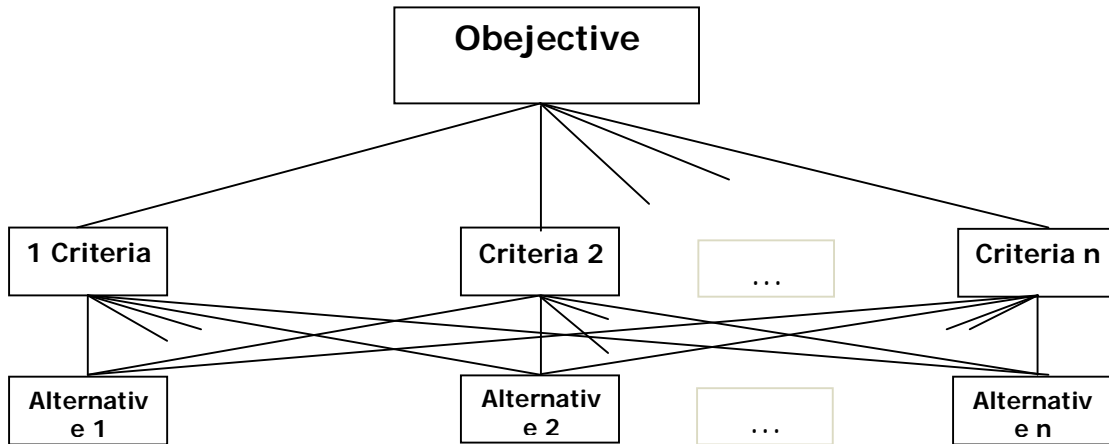 Obejective
1 Criteria
Criteria 2
...
Criteria n
Alternativ
e 1
Alternativ
e 2
...
Alternativ
e n